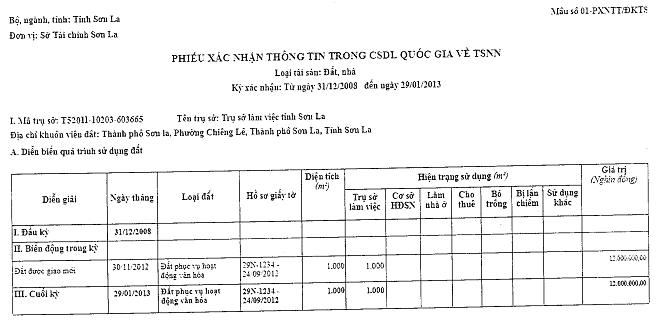 Bộ, ngành, tỉnh: Tỉnh Sơn La
Mẫu số 01-PXNTT/ĐKTS
Đơn vị: Sở Tài chính Sơn La
PHIẾU XÁC NHẬN THÔNG TIN TRONG CSDL QUỐC GIA VỀ TSNN
Loại tài sản: Đất, nhà
Kỳ xác nhận: Từ ngày 31/12/2008 đến ngày 29/01/2013
I. Mã trụ sở: T52011-10203-603665 Tên trụ sở: Trụ sở làm việc tỉnh Sơn La
Địa chỉ khuôn viên đất: Thành phố Sơn la, Phường Chiềng Lề, Thành phố Sơn La, Tỉnh Sơn La
A. Diễn biến quá trình sử dụng đất
Diễn giải Ngày tháng Loại đất Hồ sơ giấy tờ Diện tích (m²) Hiện trạng sử dụng (m²) Giá trị (Nghìn đồng)
Trụ sở làm việc Cơ sở HĐSN Làm nhà ở Cho thuê Bỏ trống Bị lấn chiếm Sử dụng khác
I. Đầu kỳ 31/12/2008
II. Biến động trong kỳ
Đất được giao mới 30/11/2012 Đất phục vụ hoạt động văn hóa 29N-1234 - 24/09/2012 1.000 1.000 12.000.000,00
III. Cuối kỳ 29/01/2013 Đất phục vụ hoạt động văn hóa 29N-1234 - 24/09/2012 1.000 1.000 12.000.000,00